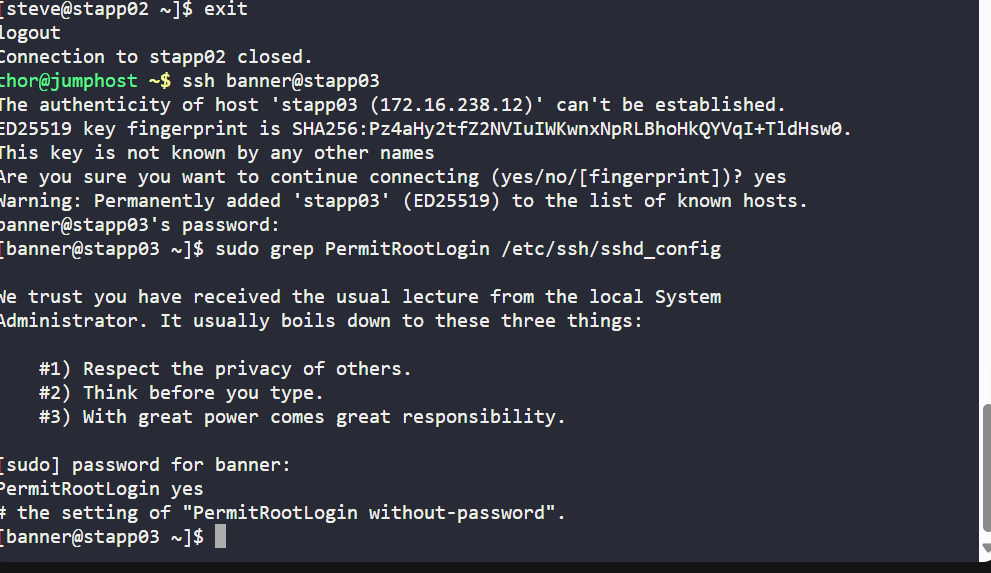 [steve@stapp02 ~]$ exit
logout
Connection to stapp02 closed.
thor@jumphost ~$ ssh banner@stapp03
The authenticity of host 'stapp03 (172.16.238.12)' can't be established.
ED25519 key fingerprint is SHA256:Pz4aHy2tfZ2NVIuIWKwnxNpRLBhoHkQYVqI+TldHsw0.
This key is not known by any other names
Are you sure you want to continue connecting (yes/no/[fingerprint])? yes
Warning: Permanently added 'stapp03' (ED25519) to the list of known hosts.
banner@stapp03's password:
[banner@stapp03 ~]$ sudo grep PermitRootLogin /etc/ssh/sshd_config
We trust you have received the usual lecture from the local System
Administrator. It usually boils down to these three things:
#1) Respect the privacy of others.
#2) Think before you type.
#3) With great power comes great responsibility.
[sudo] password for banner:
PermitRootLogin yes
# the setting of "PermitRootLogin without-password".
[banner@stapp03 ~]$